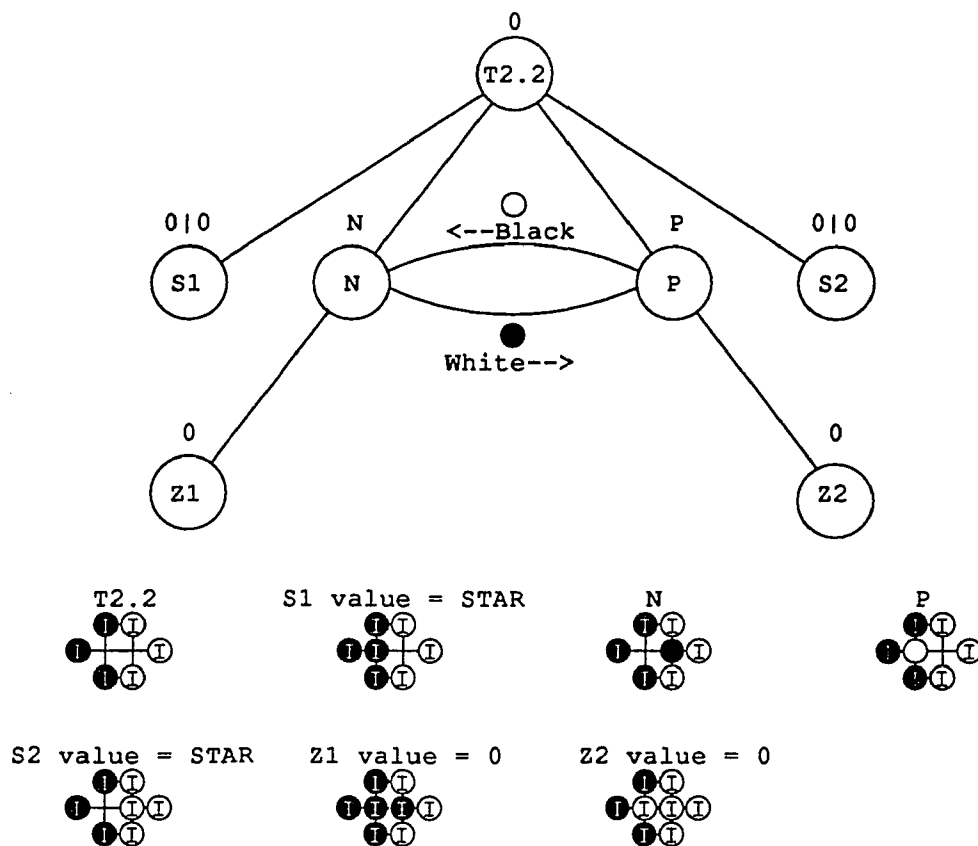 0
T2.2
0|0 N P 0|0
<--Black
S1 N P S2
White-->
0 0
Z1 Z2
T2.2 S1 value = STAR N P
I I I I I I I I
I I I I I I I I I
I I I I I I I I
S2 value = STAR Z1 value = 0 Z2 value = 0
I I I I I I
I I I I I I I I I I I
I I I I I I